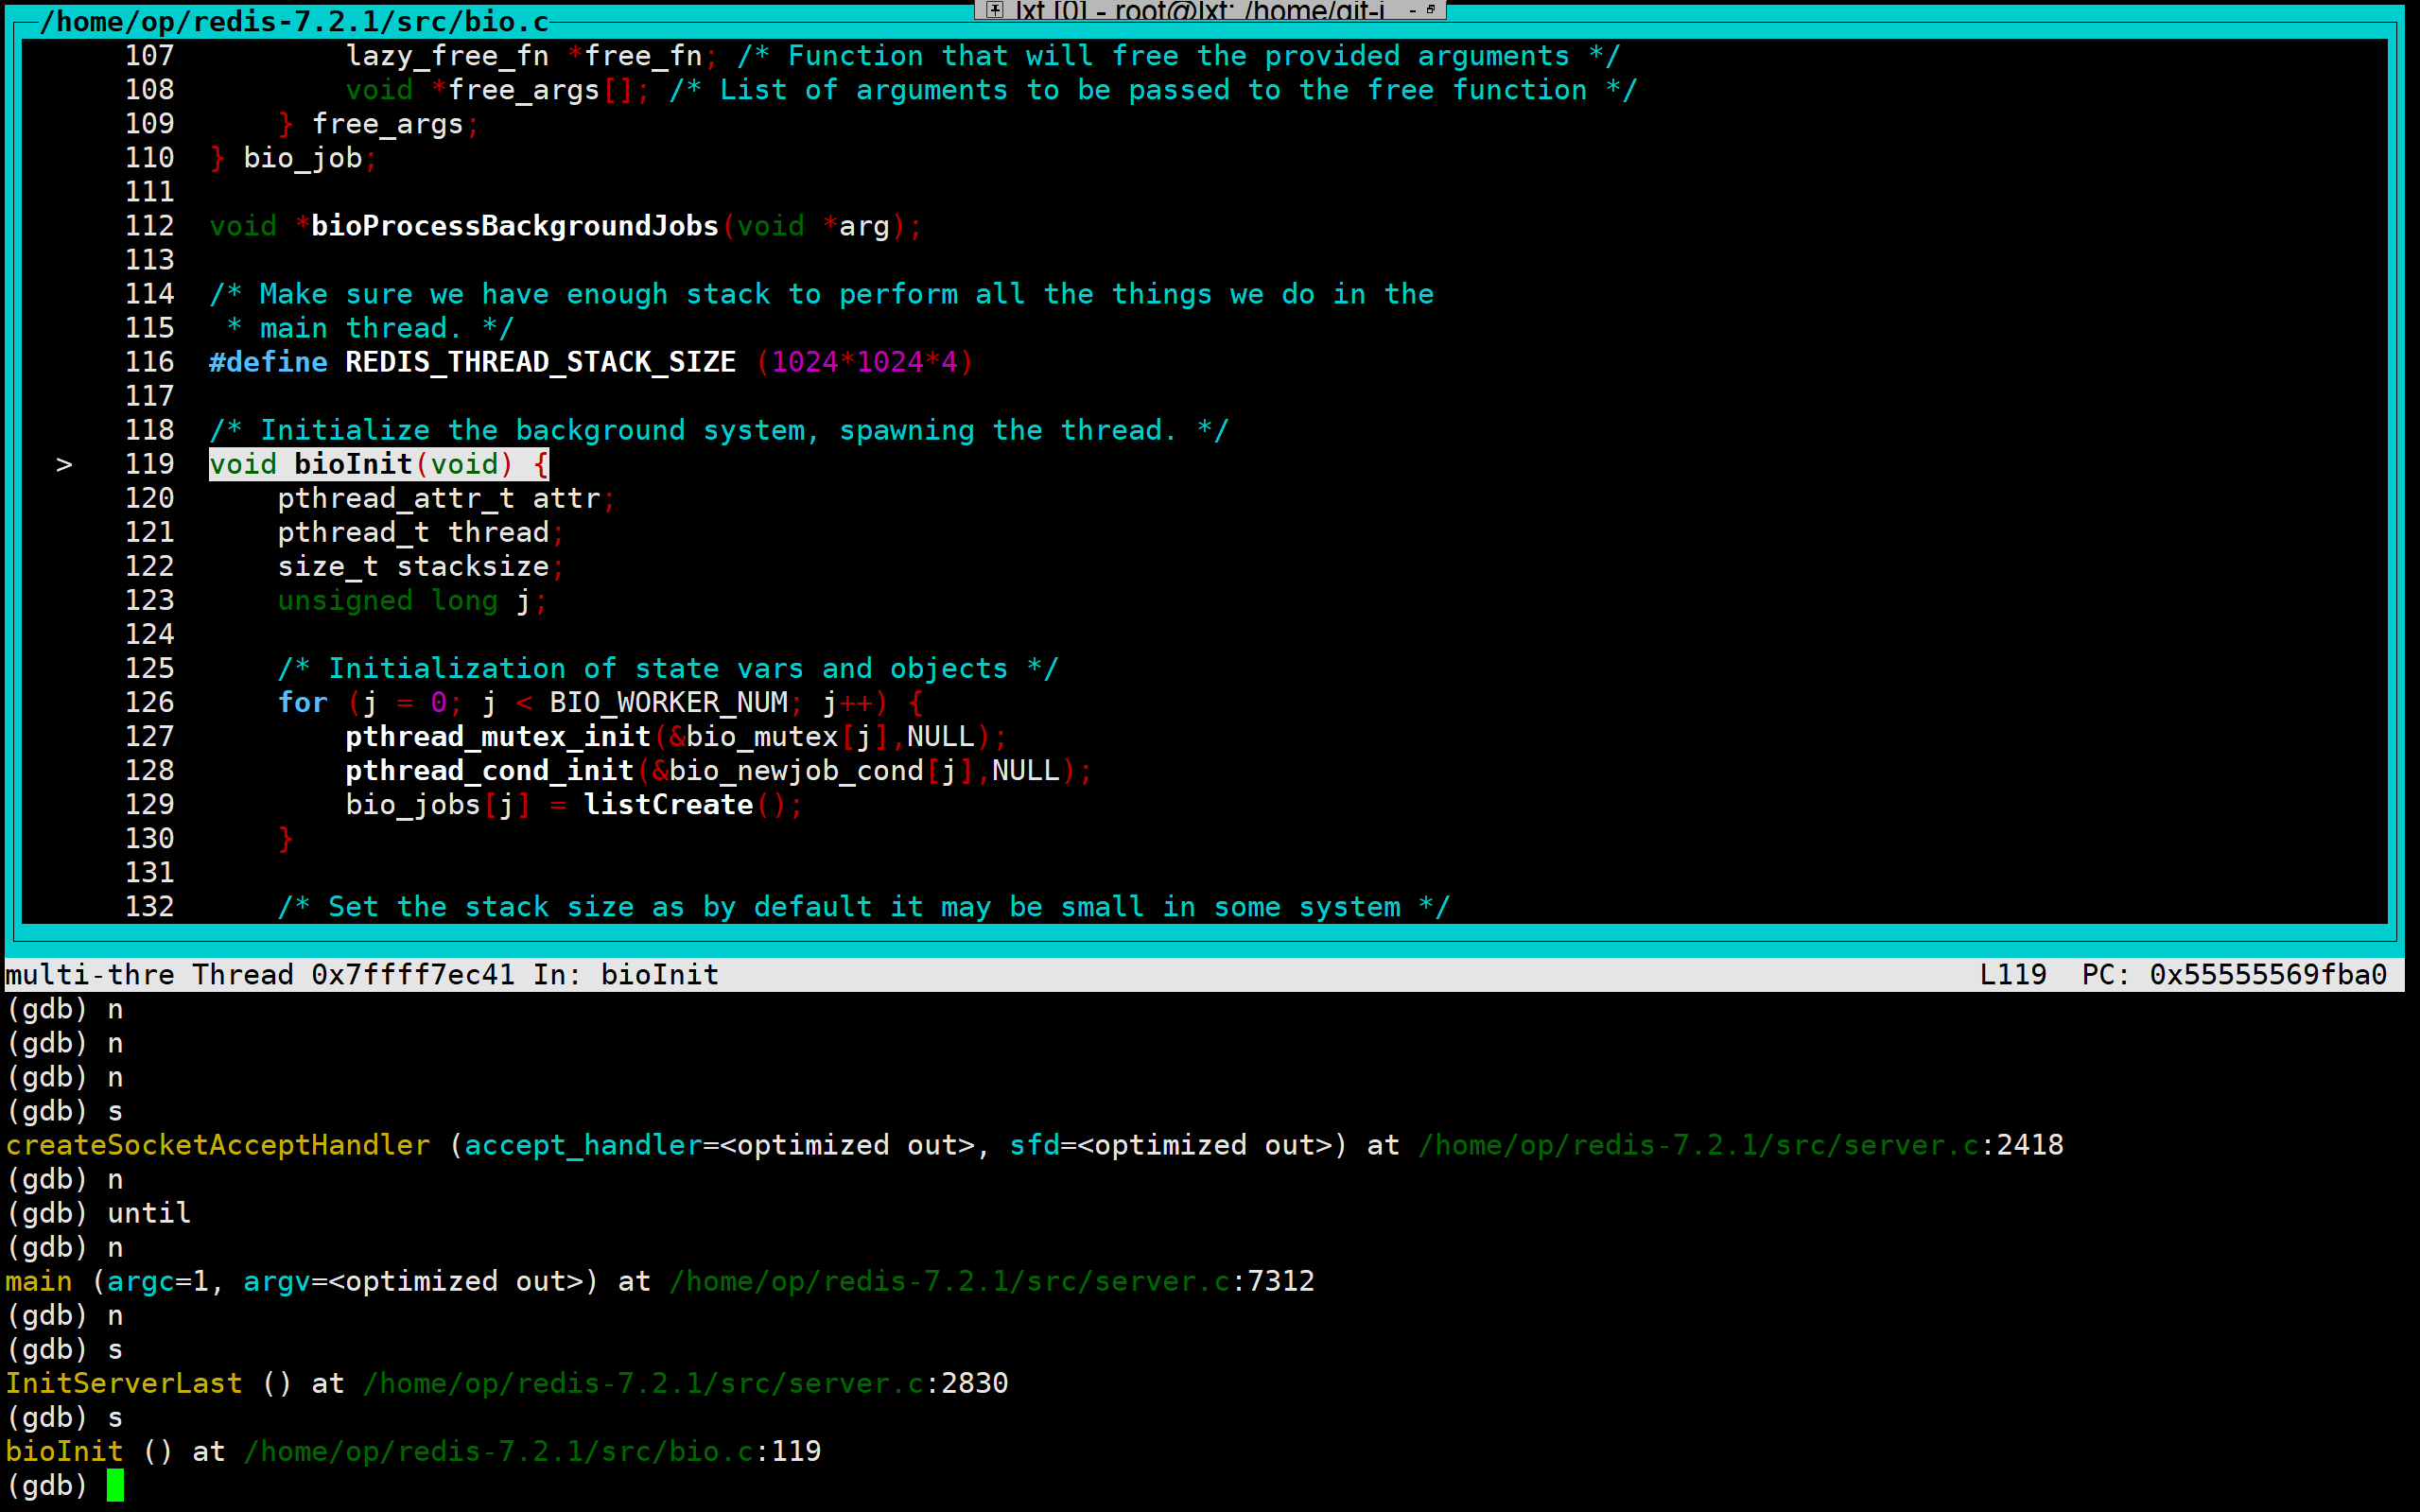 lxt [0] - root@lxt: /home/git-i
/home/op/redis-7.2.1/src/bio.c
107          lazy_free_fn *free_fn; /* Function that will free the provided arguments */
108          void *free_args[]; /* List of arguments to be passed to the free function */
109      } free_args;
110  } bio_job;
111
112  void *bioProcessBackgroundJobs(void *arg);
113
114  /* Make sure we have enough stack to perform all the things we do in the
115   * main thread. */
116  #define REDIS_THREAD_STACK_SIZE (1024*1024*4)
117
118  /* Initialize the background system, spawning the thread. */
>   119  void bioInit(void) {
120      pthread_attr_t attr;
121      pthread_t thread;
122      size_t stacksize;
123      unsigned long j;
124
125      /* Initialization of state vars and objects */
126      for (j = 0; j < BIO_WORKER_NUM; j++) {
127          pthread_mutex_init(&bio_mutex[j],NULL);
128          pthread_cond_init(&bio_newjob_cond[j],NULL);
129          bio_jobs[j] = listCreate();
130      }
131
132      /* Set the stack size as by default it may be small in some system */
multi-thre Thread 0x7ffff7ec41 In: bioInit L119 PC: 0x55555569fba0
(gdb) n
(gdb) n
(gdb) n
(gdb) s
createSocketAcceptHandler (accept_handler=<optimized out>, sfd=<optimized out>) at /home/op/redis-7.2.1/src/server.c:2418
(gdb) n
(gdb) until
(gdb) n
main (argc=1, argv=<optimized out>) at /home/op/redis-7.2.1/src/server.c:7312
(gdb) n
(gdb) s
InitServerLast () at /home/op/redis-7.2.1/src/server.c:2830
(gdb) s
bioInit () at /home/op/redis-7.2.1/src/bio.c:119
(gdb)